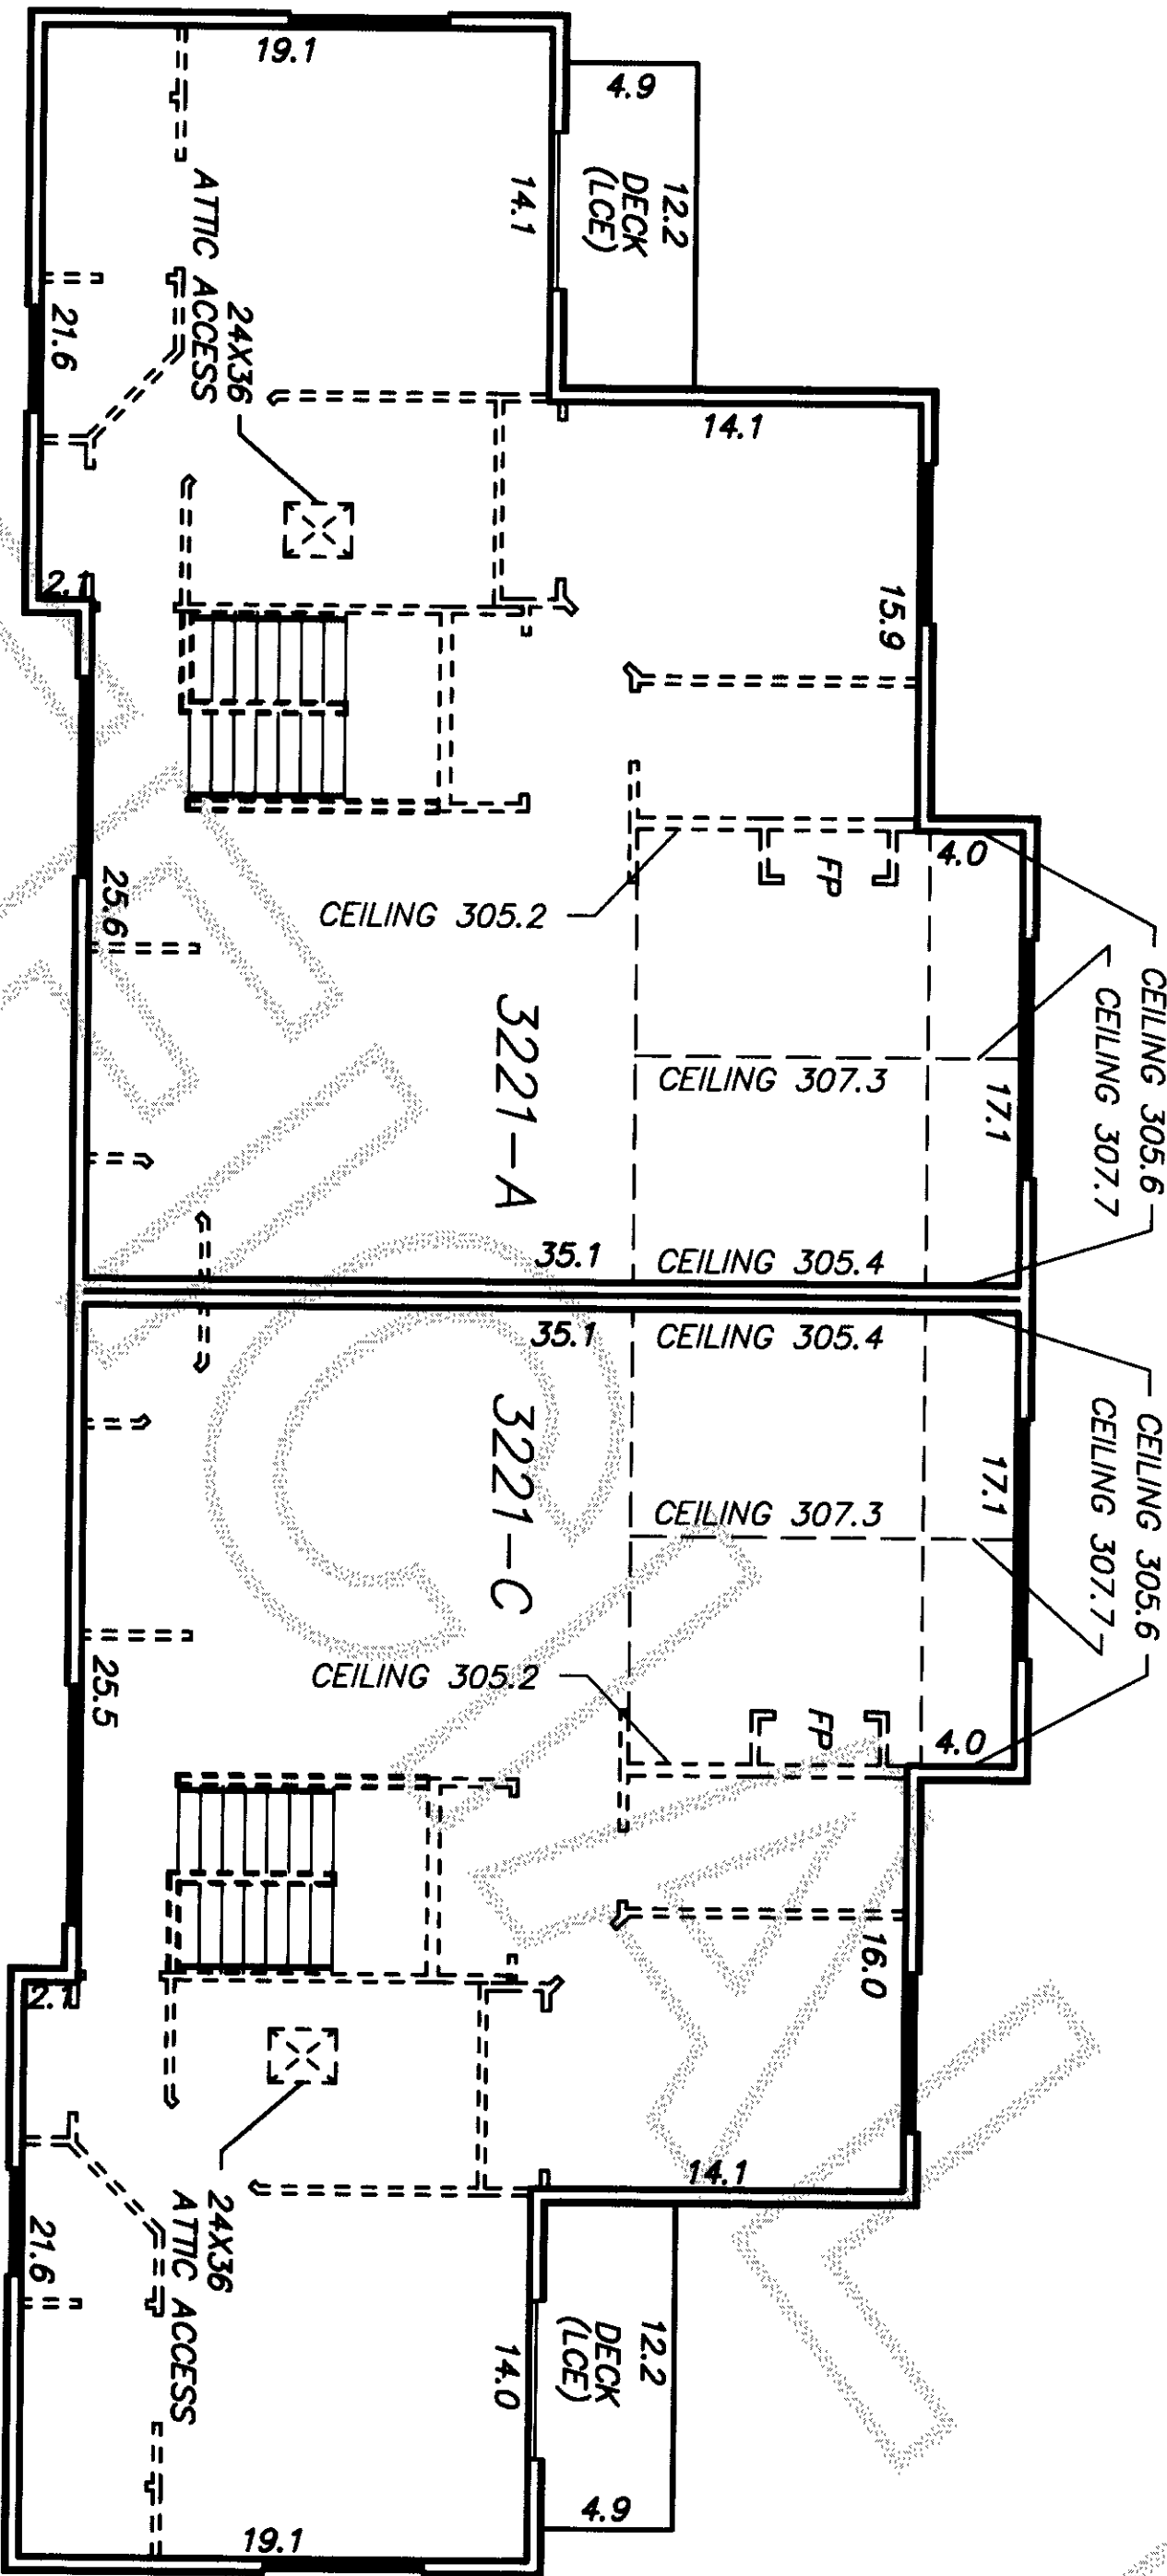 19.1
4.9
12.2
DECK
(LCE)
14.1
ATTIC ACCESS
24X36
21.6
14.1
2.1
15.9
4.0
FP
25.6
CEILING 305.2
CEILING 305.6
CEILING 307.7
3221-A
CEILING 307.3
17.1
35.1
CEILING 305.4
35.1
CEILING 305.4
3221-C
CEILING 307.3
17.1
CEILING 305.6
CEILING 307.7
25.5
CEILING 305.2
FP
4.0
16.0
2.1
14.1
24X36
ATTIC ACCESS
21.6
14.0
12.2
DECK
(LCE)
4.9
19.1